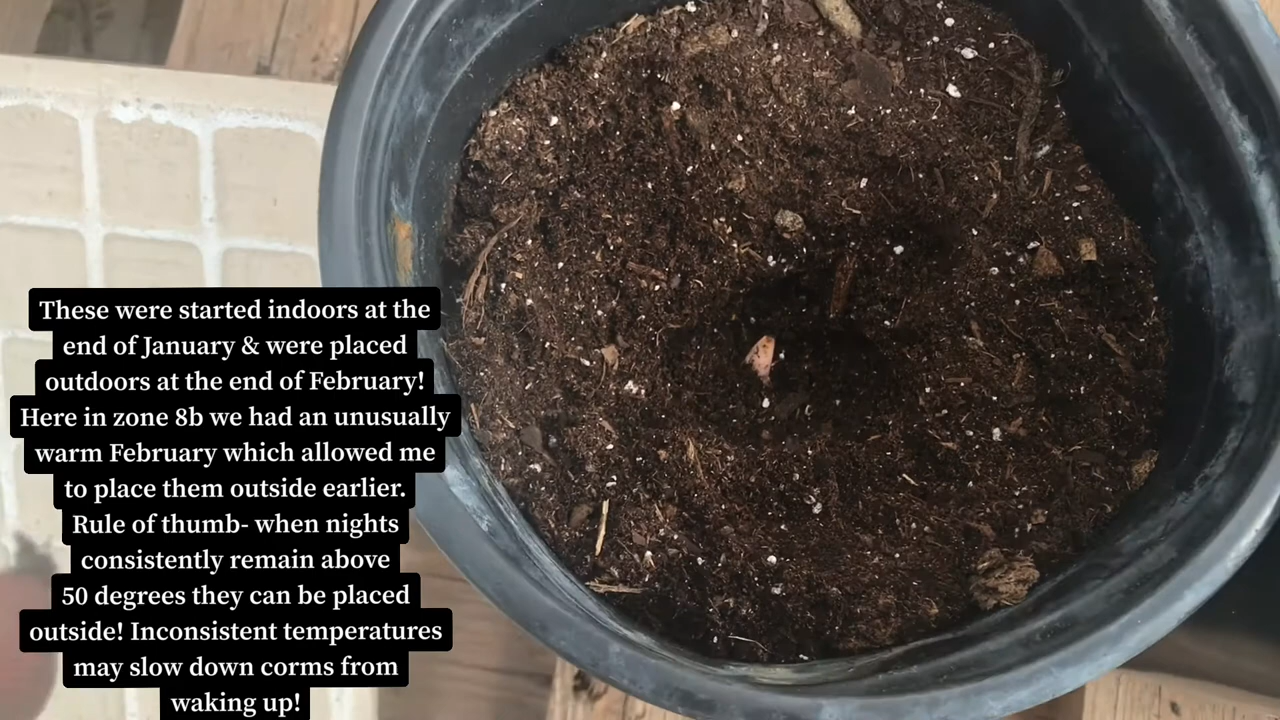 These were started indoors at the
end of January & were placed
outdoors at the end of February!
Here in zone 8b we had an unusually
warm February which allowed me
to place them outside earlier.
Rule of thumb- when nights
consistently remain above
50 degrees they can be placed
outside! Inconsistent temperatures
may slow down corms from
waking up!